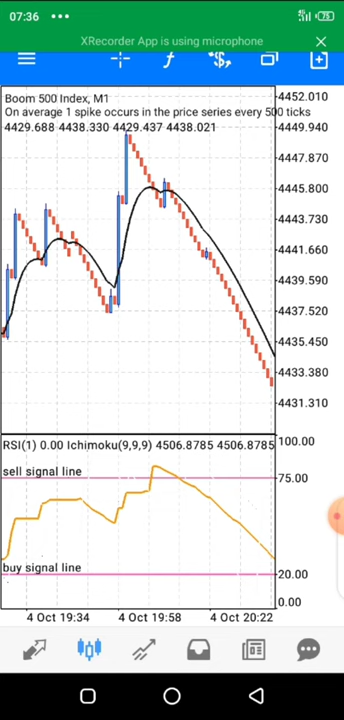 07:36
4G 73
XRecorder App is using microphone
Boom 500 Index, M1
On average 1 spike occurs in the price series every 500 ticks
4429.688 4438.330 4429.437 4438.021
4452.010
4449.940
4447.870
4445.800
4443.730
4441.660
4439.590
4437.520
4435.450
4433.380
4431.310
RSI(1) 0.00 Ichimoku(9,9,9) 4506.8785 4506.8785
100.00
sell signal line
75.00
buy signal line
20.00
0.00
4 Oct 19:34
4 Oct 19:58
4 Oct 20:22